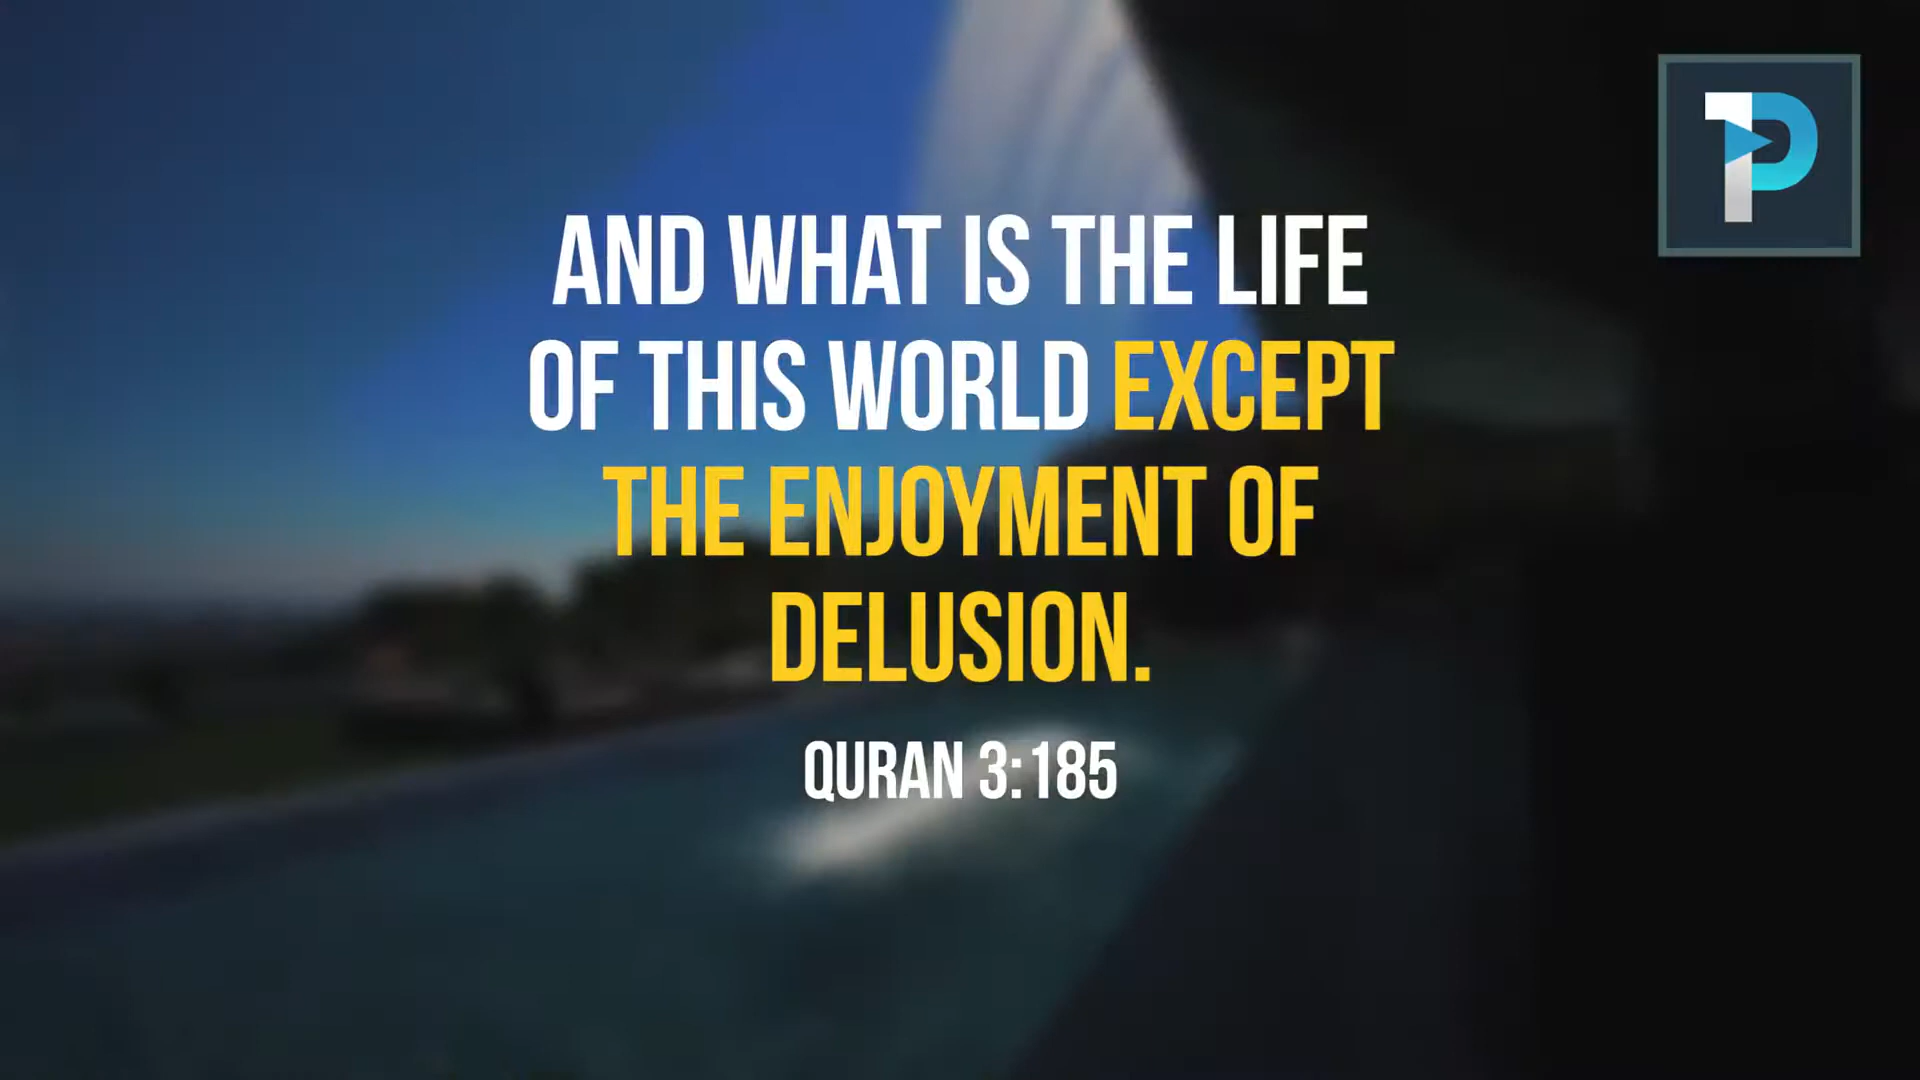 AND WHAT IS THE LIFE
OF THIS WORLD EXCEPT
THE ENJOYMENT OF
DELUSION.
QURAN 3:185